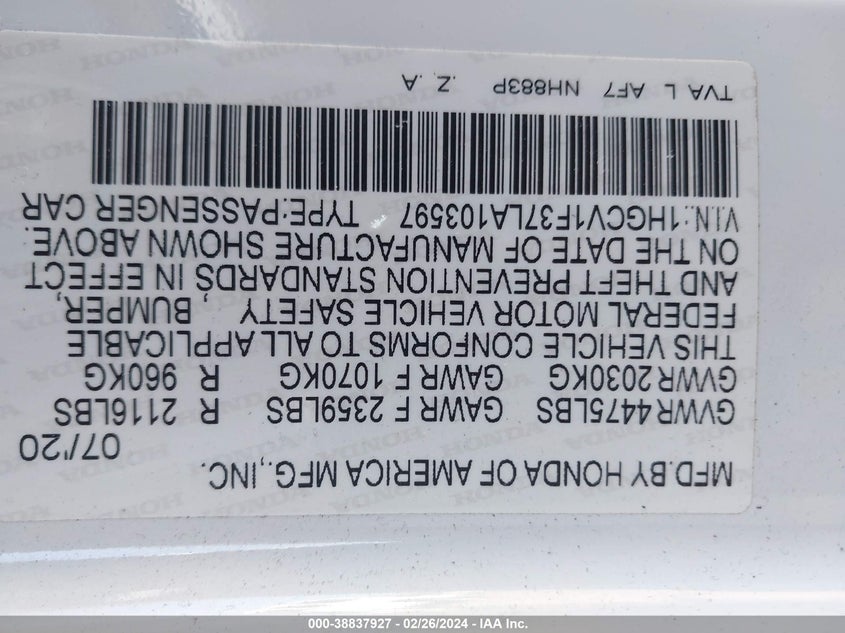 MFD.BY HONDA OF AMERICA MFG.,INC.
07/'20
GVWR 4475LBS GAWR F 2359LBS R 2116LBS
GVWR 2030KG GAWR F 1070KG R 960KG
THIS VEHICLE CONFORMS TO ALL APPLICABLE
FEDERAL MOTOR VEHICLE SAFETY , BUMPER,
AND THEFT PREVENTION STANDARDS IN EFFECT
ON THE DATE OF MANUFACTURE SHOWN ABOVE.
V.I.N.:1HGCV1F37LA103597 TYPE:PASSENGER CAR
TVA L AF7 NH883P .Z .A
000-38837927 - 02/26/2024 - IAA Inc.